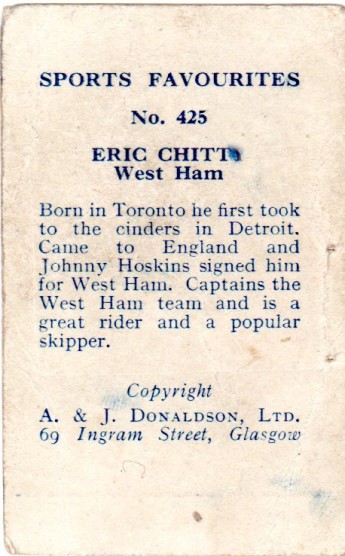 SPORTS FAVOURITES
No. 425
ERIC CHITTY
West Ham
Born in Toronto he first took
to the cinders in Detroit.
Came to England and
Johnny Hoskins signed him
for West Ham. Captains the
West Ham team and is a
great rider and a popular
skipper.
Copyright
A. & J. DONALDSON, LTD.
69 Ingram Street, Glasgow